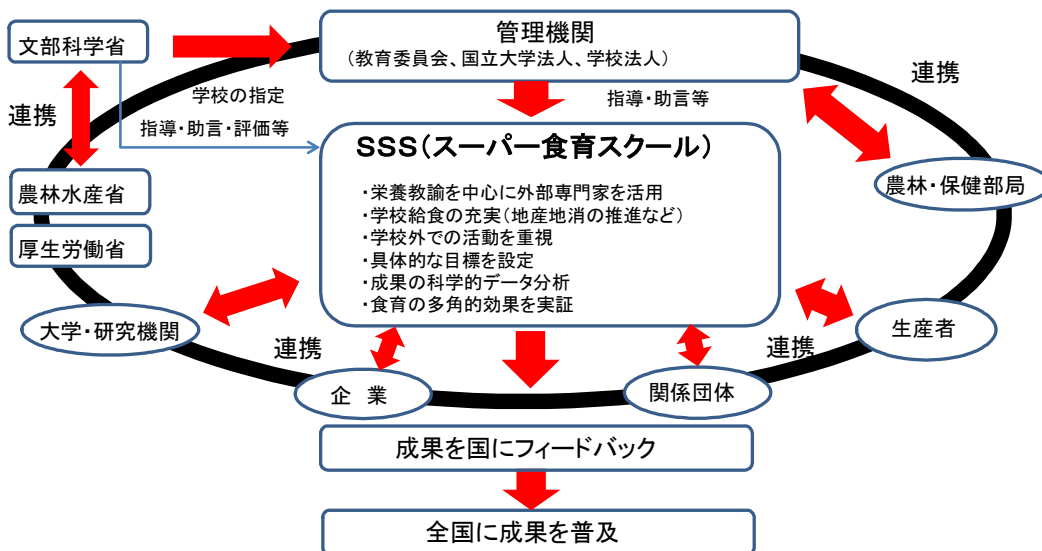 文部科学省
管理機関
(教育委員会、国立大学法人、学校法人)
連携
連携
学校の指定
指導・助言・評価等
指導・助言等
SSS(スーパー食育スクール)
・栄養教諭を中心に外部専門家を活用
・学校給食の充実(地産地消の推進など)
・学校外での活動を重視
・具体的な目標を設定
・成果の科学的データ分析
・食育の多角的効果を実証
農林水産省
厚生労働省
農林・保健部局
大学・研究機関
生産者
連携
連携
企 業
関係団体
成果を国にフィードバック
全国に成果を普及